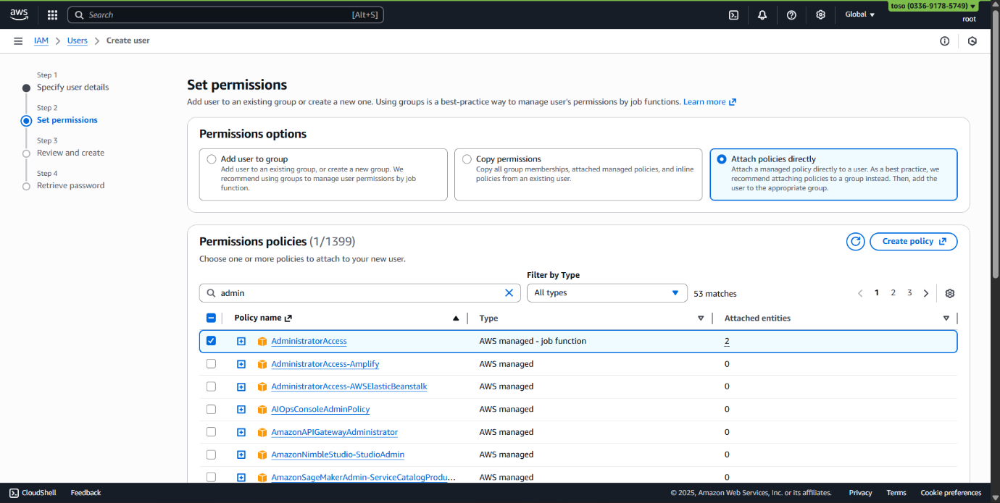 aws
Search [Alt+S]
Global
toso (0336-9178-5749)
root
IAM > Users > Create user
Step 1
Specify user details
Step 2
Set permissions
Step 3
Review and create
Step 4
Retrieve password
Set permissions
Add user to an existing group or create a new one. Using groups is a best-practice way to manage user's permissions by job functions. Learn more
Permissions options
Add user to group
Add user to an existing group, or create a new group. We
recommend using groups to manage user permissions by job
function.
Copy permissions
Copy all group memberships, attached managed policies, and inline
policies from an existing user.
Attach policies directly
Attach a managed policy directly to a user. As a best practice, we
recommend attaching policies to a group instead. Then, add the
user to the appropriate group.
Permissions policies (1/1399)
Create policy
Choose one or more policies to attach to your new user.
Filter by Type
admin
All types
53 matches
1 2 3
Policy name Type Attached entities
AdministratorAccess AWS managed - job function 2
AdministratorAccess-Amplify AWS managed 0
AdministratorAccess-AWSElasticBeanstalk AWS managed 0
AIOpsConsoleAdminPolicy AWS managed 0
AmazonAPIGatewayAdministrator AWS managed 0
AmazonNimbleStudio-StudioAdmin AWS managed 0
AmazonSageMakerAdmin-ServiceCatalogProdu... AWS managed 0
CloudShell Feedback © 2025, Amazon Web Services, Inc. or its affiliates. Privacy Terms Cookie preferences